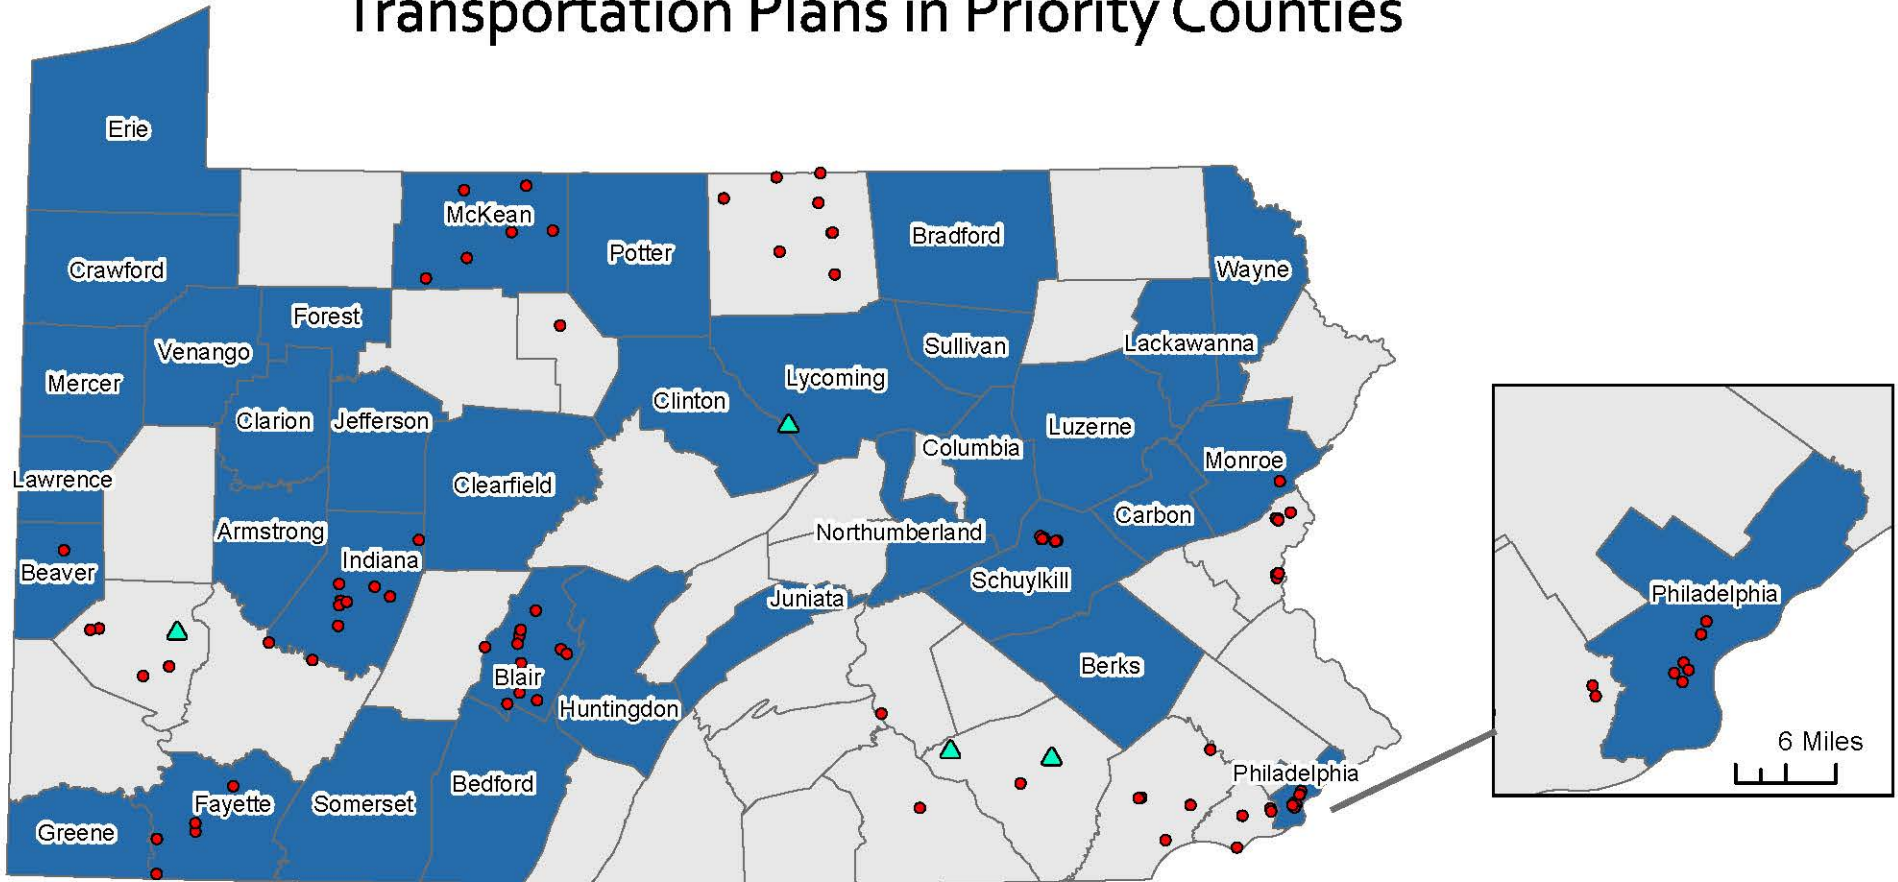 Transportation Plans in Priority Counties
Erie
McKean
Potter
Bradford
Wayne
Crawford
Forest
Venango
Mercer
Clarion
Jefferson
Clinton
Lycoming
Sullivan
Lackawanna
Luzerne
Columbia
Monroe
Lawrence
Clearfield
Armstrong
Indiana
Northumberland
Carbon
Beaver
Juniata
Schuylkill
Blair
Huntingdon
Berks
Bedford
Philadelphia
Greene
Fayette
Somerset
Philadelphia
6 Miles